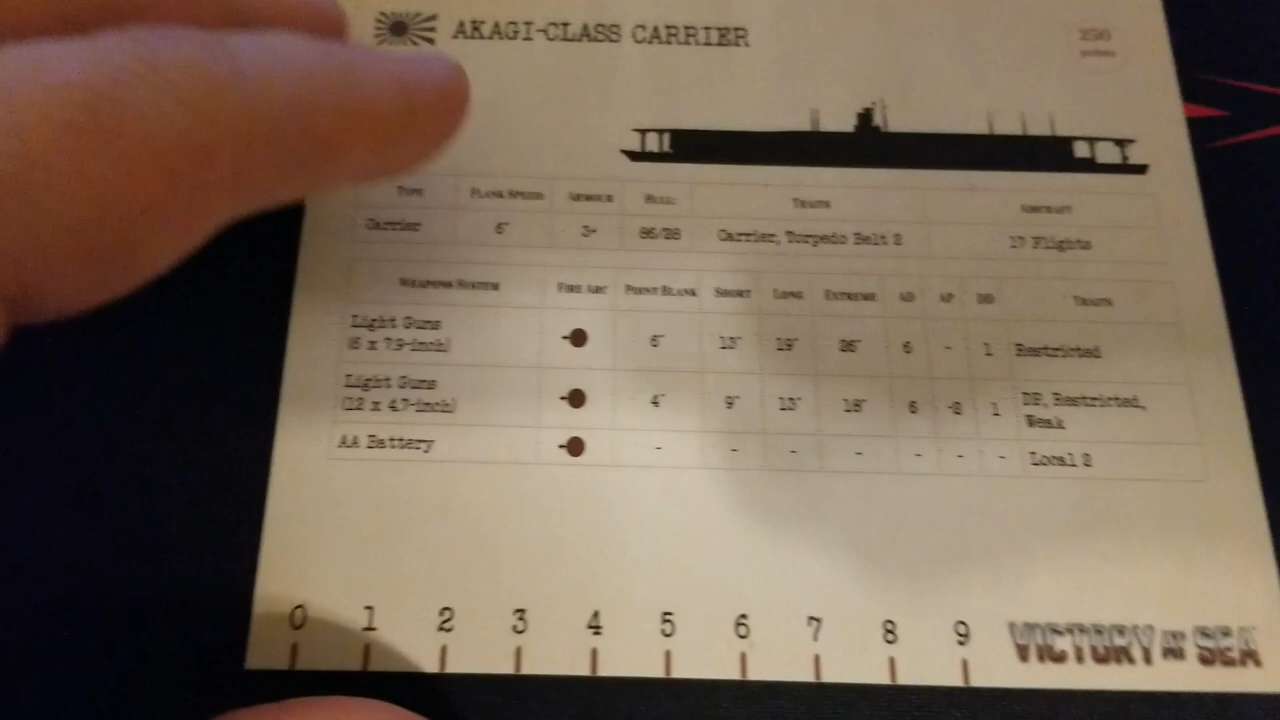 AKAGI-CLASS CARRIER
points
TYPE FLANK SPEED ARMOUR HULL TRAITS AIRCRAFT
Carrier 6" 3+ Carrier, Torpedo Belt 2 17 Flights
WEAPONS SYSTEM FIRE ARC POINT BLANK SHORT LONG EXTREME AD AP DD TRAITS
Light Guns
(6 x 7.9-inch) 6" 13" 19" 26" 6 - 1 Restricted
Light Guns
(12 x 4.7-inch) 4" 9" 13" 18" 6 -2 1 DP, Restricted,
Weak
AA Battery - - - - - - - Local 2
0 1 2 3 4 5 6 7 8 9 VICTORY AT SEA